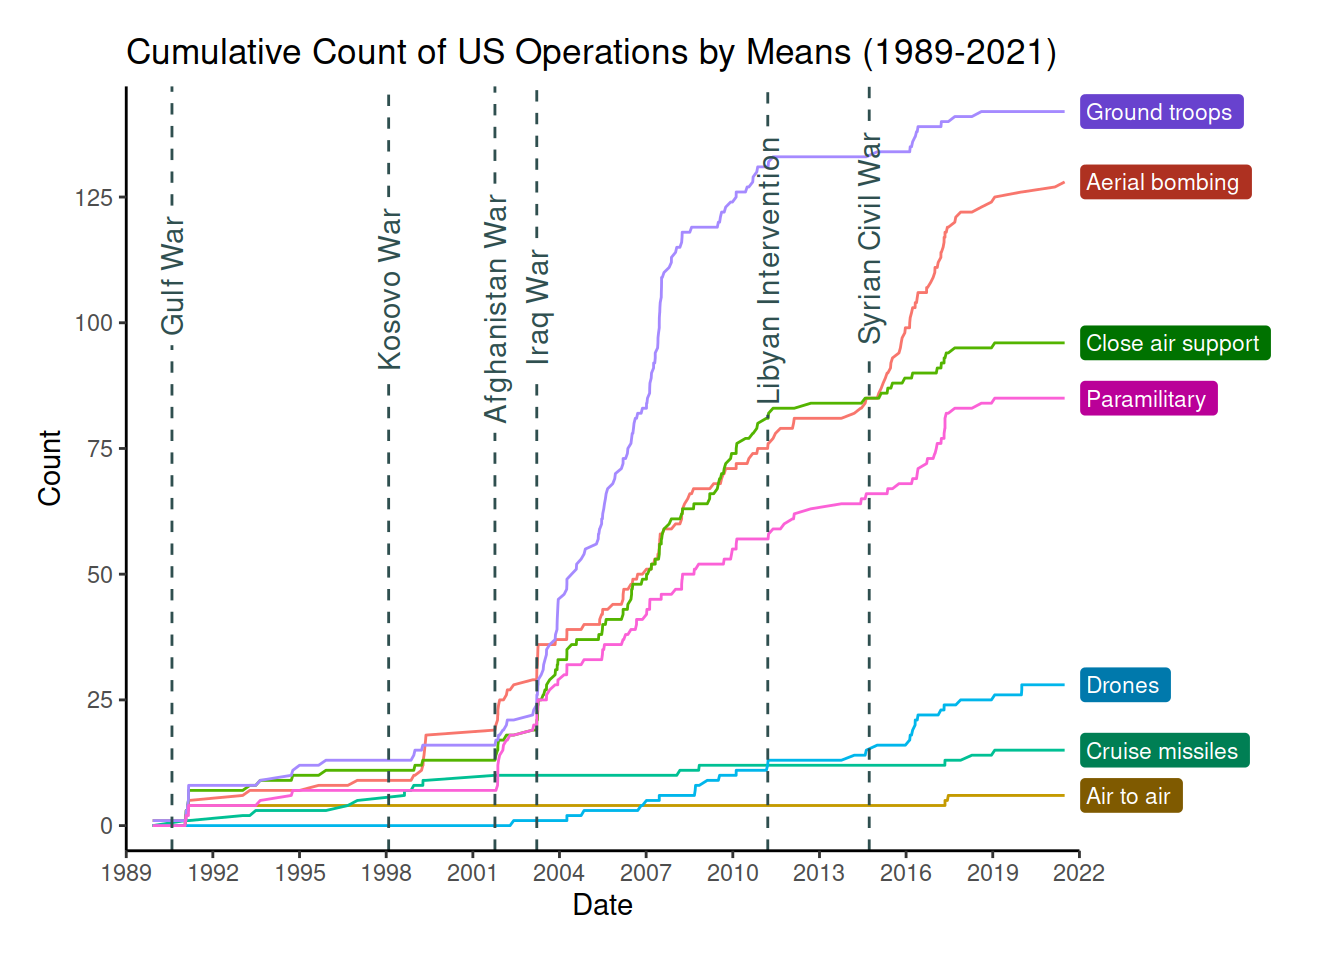 Cumulative Count of US Operations by Means (1989-2021)
Ground troops
Aerial bombing
Close air support
Paramilitary
Drones
Cruise missiles
Air to air
Gulf War
Kosovo War
Afghanistan War
Iraq War
Libyan Intervention
Syrian Civil War
125
100
75
50
25
0
Count
1989 1992 1995 1998 2001 2004 2007 2010 2013 2016 2019 2022
Date